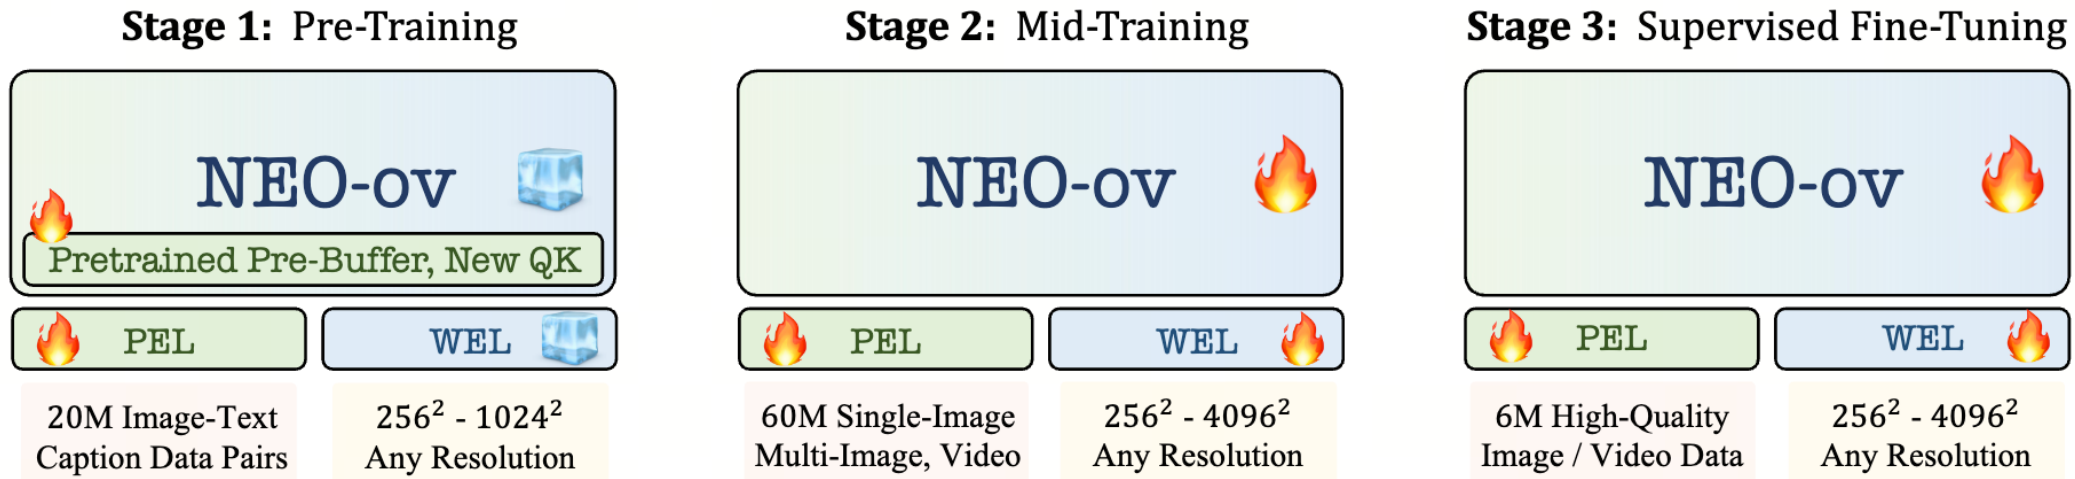 Stage 1: Pre-Training
NEO-ov
Pretrained Pre-Buffer, New QK
PEL
WEL
20M Image-Text
Caption Data Pairs
256² - 1024²
Any Resolution
Stage 2: Mid-Training
NEO-ov
PEL
WEL
60M Single-Image
Multi-Image, Video
256² - 4096²
Any Resolution
Stage 3: Supervised Fine-Tuning
NEO-ov
PEL
WEL
6M High-Quality
Image / Video Data
256² - 4096²
Any Resolution